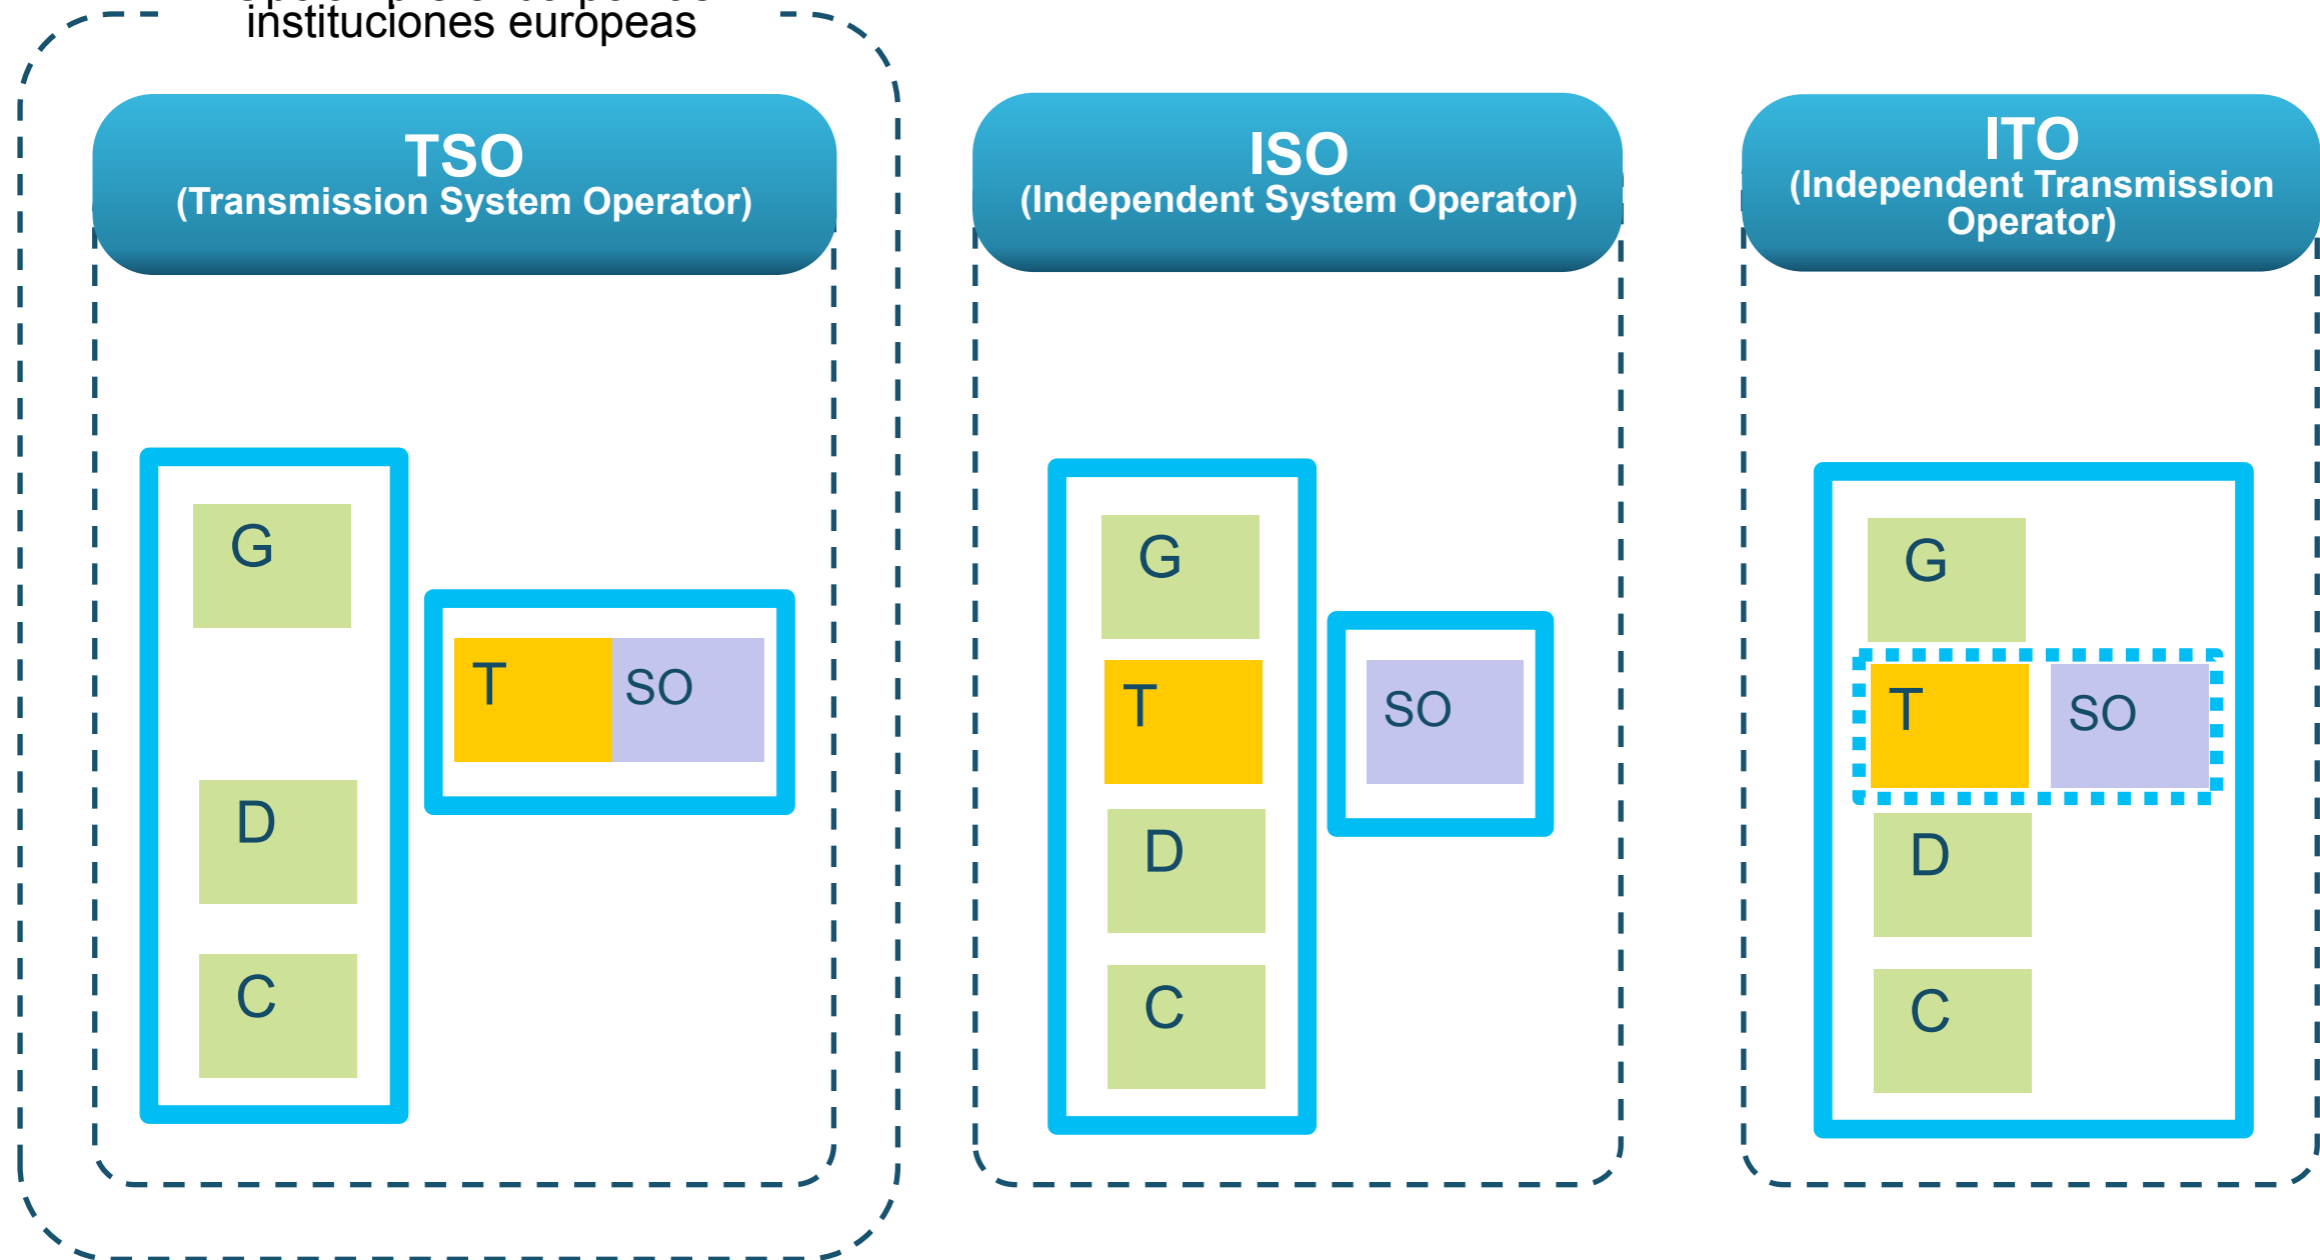 instituciones europeas
TSO
(Transmission System Operator)
ISO
(Independent System Operator)
ITO
(Independent Transmission
Operator)
G
T
SO
D
C
G
T
SO
D
C
G
T
SO
D
C